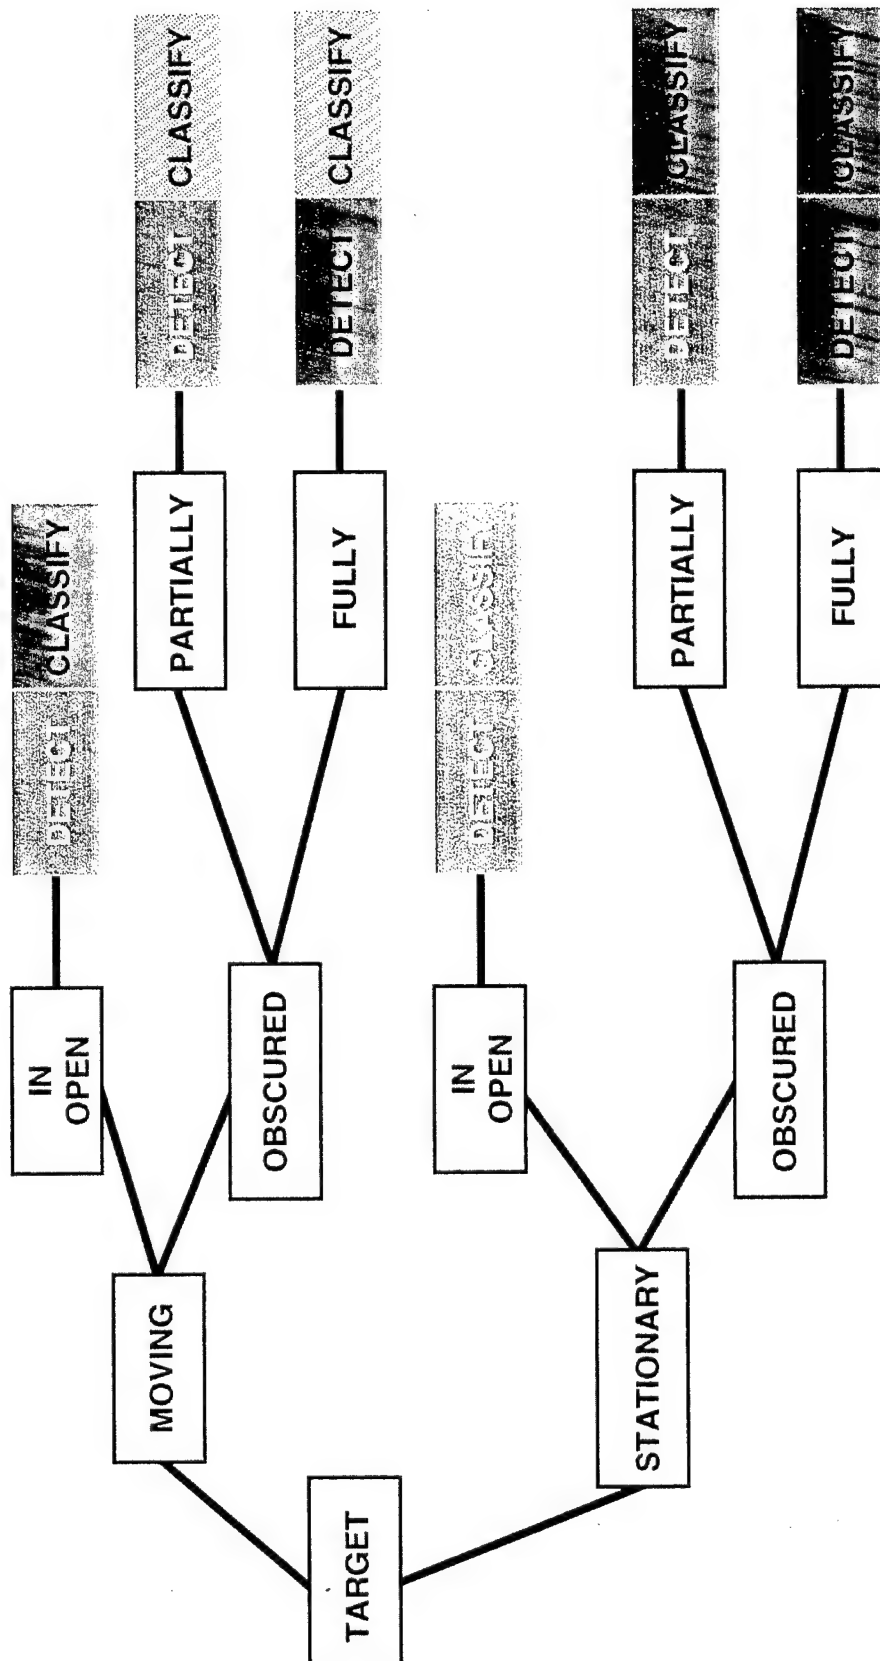 TARGET
MOVING
IN
OPEN
DETECT CLASSIFY
OBSCURED
PARTIALLY
DETECT CLASSIFY
FULLY
DETECT CLASSIFY
STATIONARY
IN
OPEN
DETECT CLASSIFY
OBSCURED
PARTIALLY
DETECT CLASSIFY
FULLY
DETECT CLASSIFY